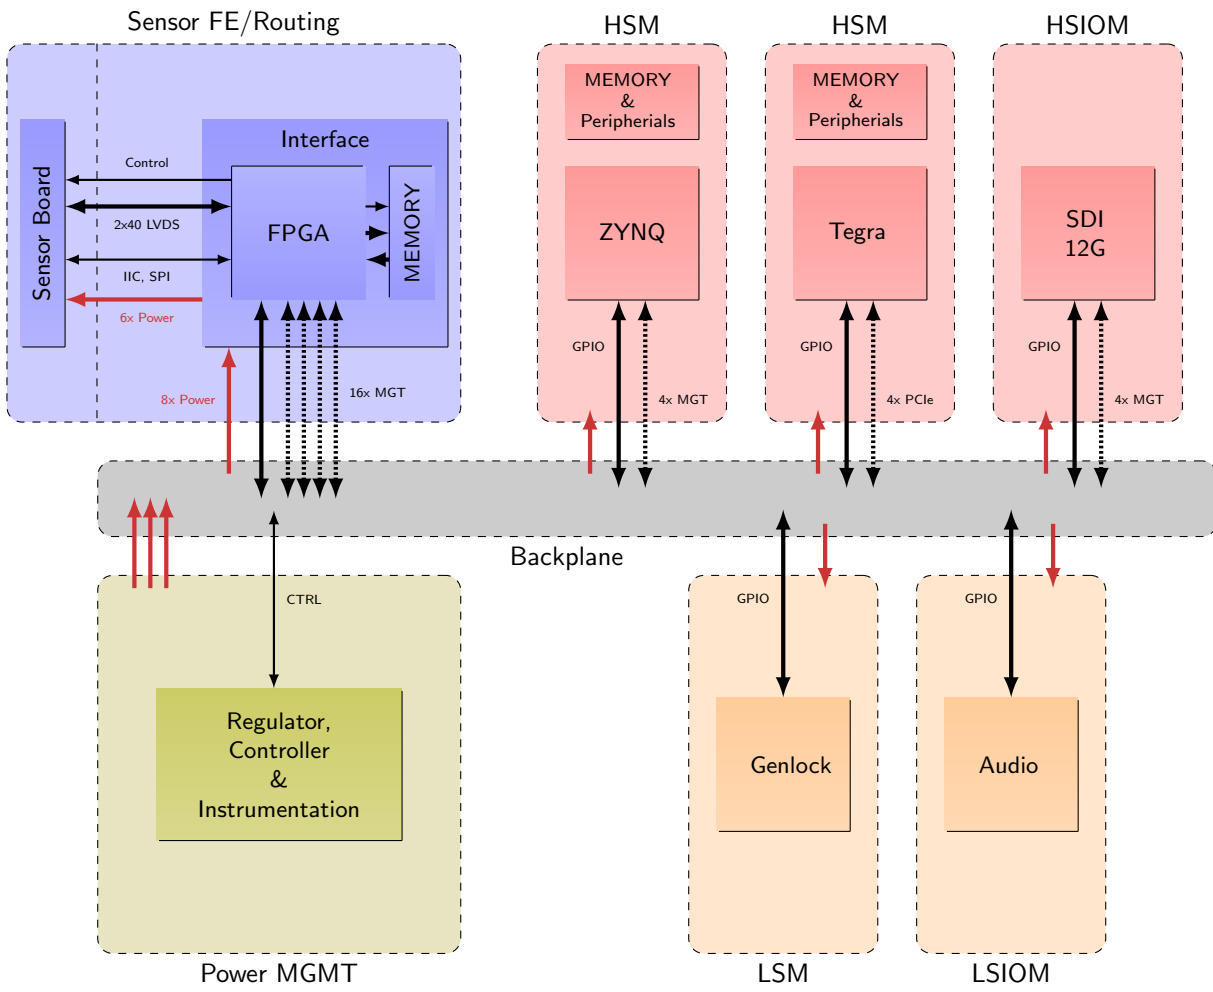 Sensor FE/Routing
HSM
HSM
HSIOM
MEMORY
&
Peripherials
MEMORY
&
Peripherials
Interface
Control
Sensor Board
2x40 LVDS
FPGA
MEMORY
IIC, SPI
6x Power
ZYNQ
Tegra
SDI
12G
8x Power
16x MGT
GPIO
4x MGT
GPIO
4x PCIe
GPIO
4x MGT
Backplane
CTRL
GPIO
GPIO
Regulator,
Controller
&
Instrumentation
Genlock
Audio
Power MGMT
LSM
LSIOM